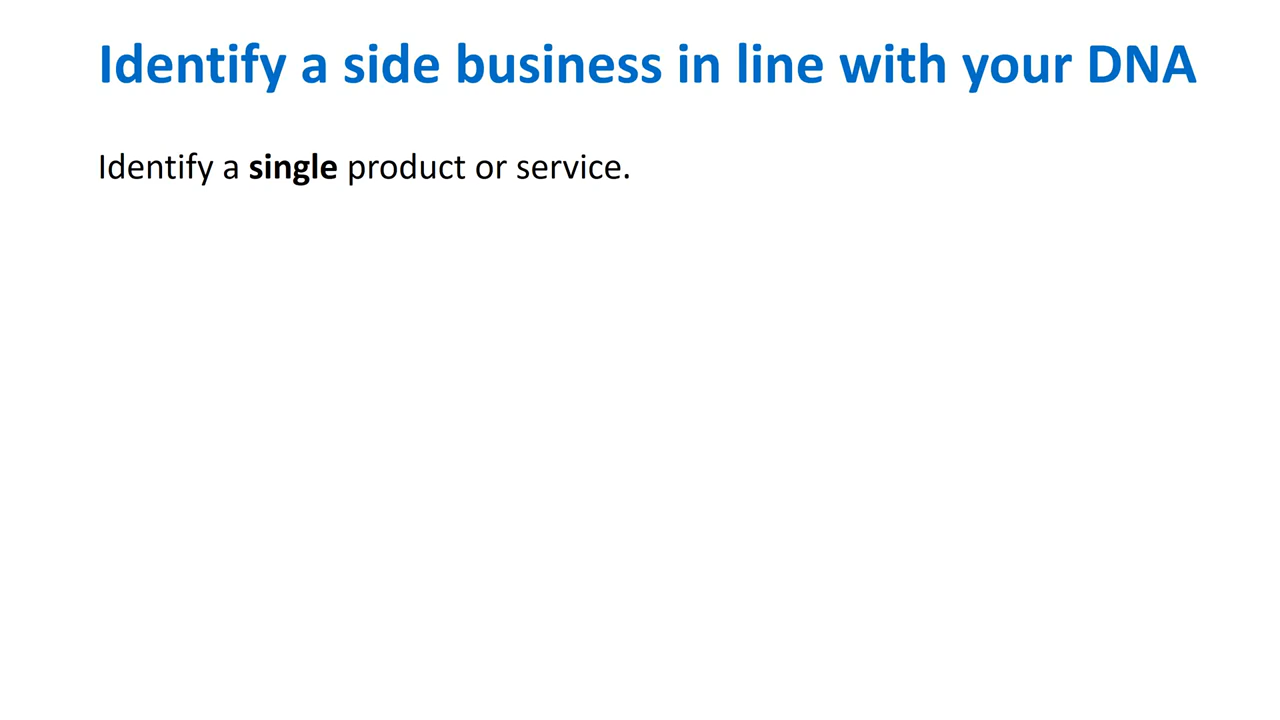 Identify a side business in line with your DNA
Identify a single product or service.